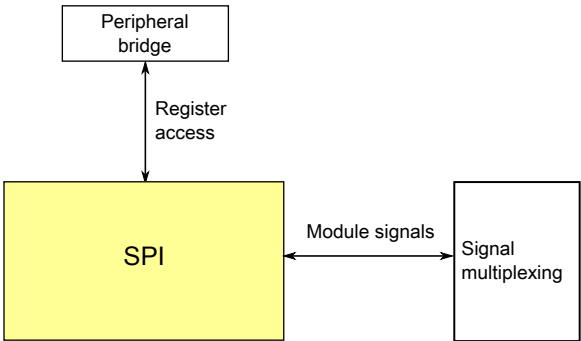 Peripheral
bridge
Register
access
SPI
Module signals
Signal
multiplexing